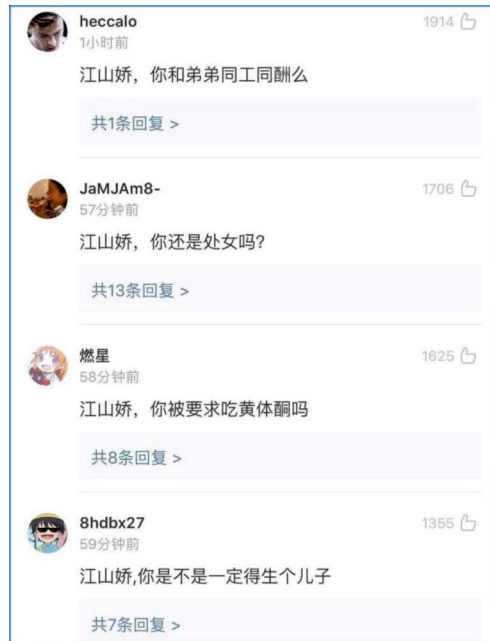 heccalo
1914
1小时前
江山娇，你和弟弟同工同酬么
共1条回复 >
JaMJAm8-
1706
57分钟前
江山娇，你还是处女吗?
共13条回复 >
燃星
1625
58分钟前
江山娇，你被要求吃黄体酮吗
共8条回复 >
8hdbx27
1355
59分钟前
江山娇,你是不是一定得生个儿子
共7条回复 >